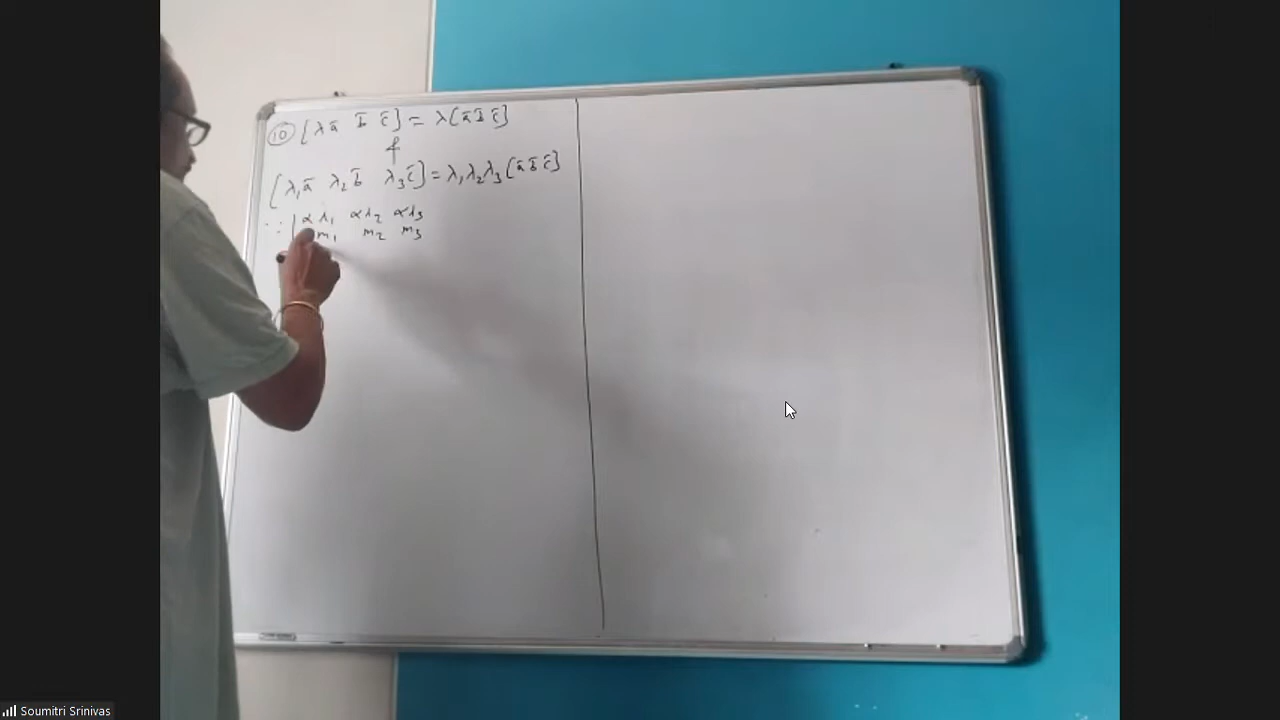 ⑩ [λā b̄ c̄] = λ[ā b̄ c̄]
[λ₁ā λ₂b̄ λ₃c̄] = λ₁λ₂λ₃[ā b̄ c̄]
∵ | αλ₁ αλ₂ αλ₃
m₁ m₂ m₃
Soumitri Srinivas